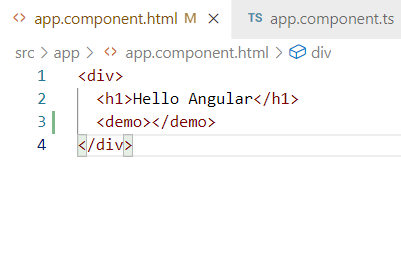 <> app.component.html M × TS app.component.ts
src > app > <> app.component.html > div
1 <div>
2 <h1>Hello Angular</h1>
3 <demo></demo>
4 </div>